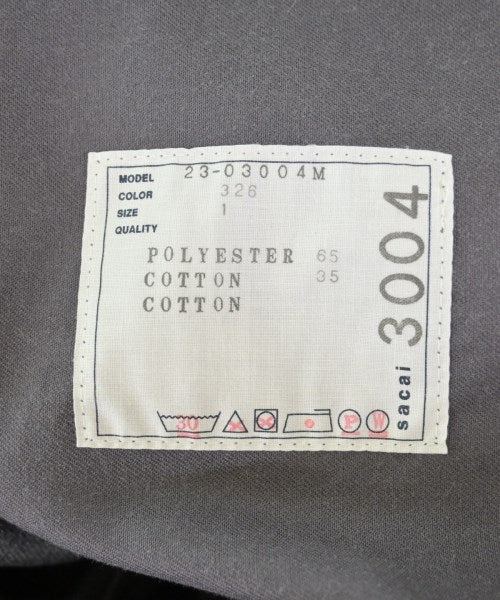 MODEL 23-03004M
COLOR 326
SIZE 1
QUALITY
POLYESTER 65
COTTON 35
COTTON
30
P W
sacai 3004